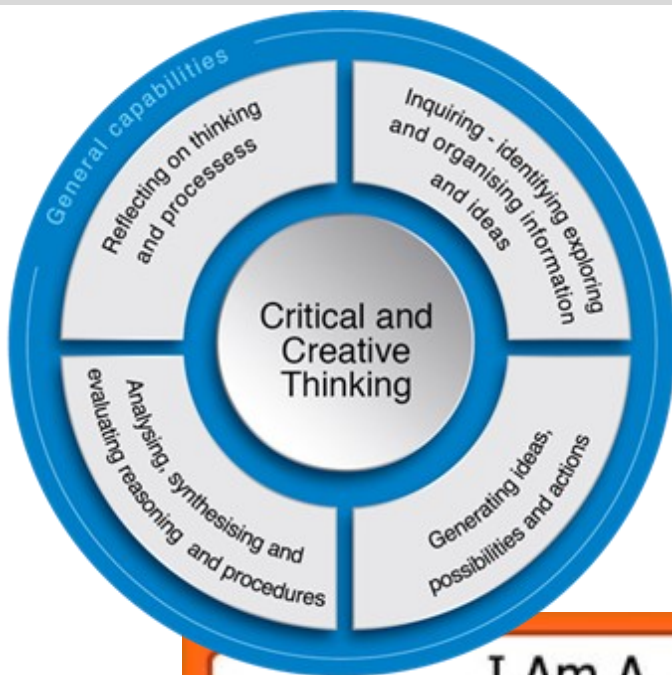 General capabilities
Reflecting on thinking
and processess
Inquiring - identifying exploring
and organising information
and ideas
Critical and
Creative
Thinking
Analysing, synthesising and
evaluating reasoning and procedures
Generating ideas,
possibilities and actions
I Am A